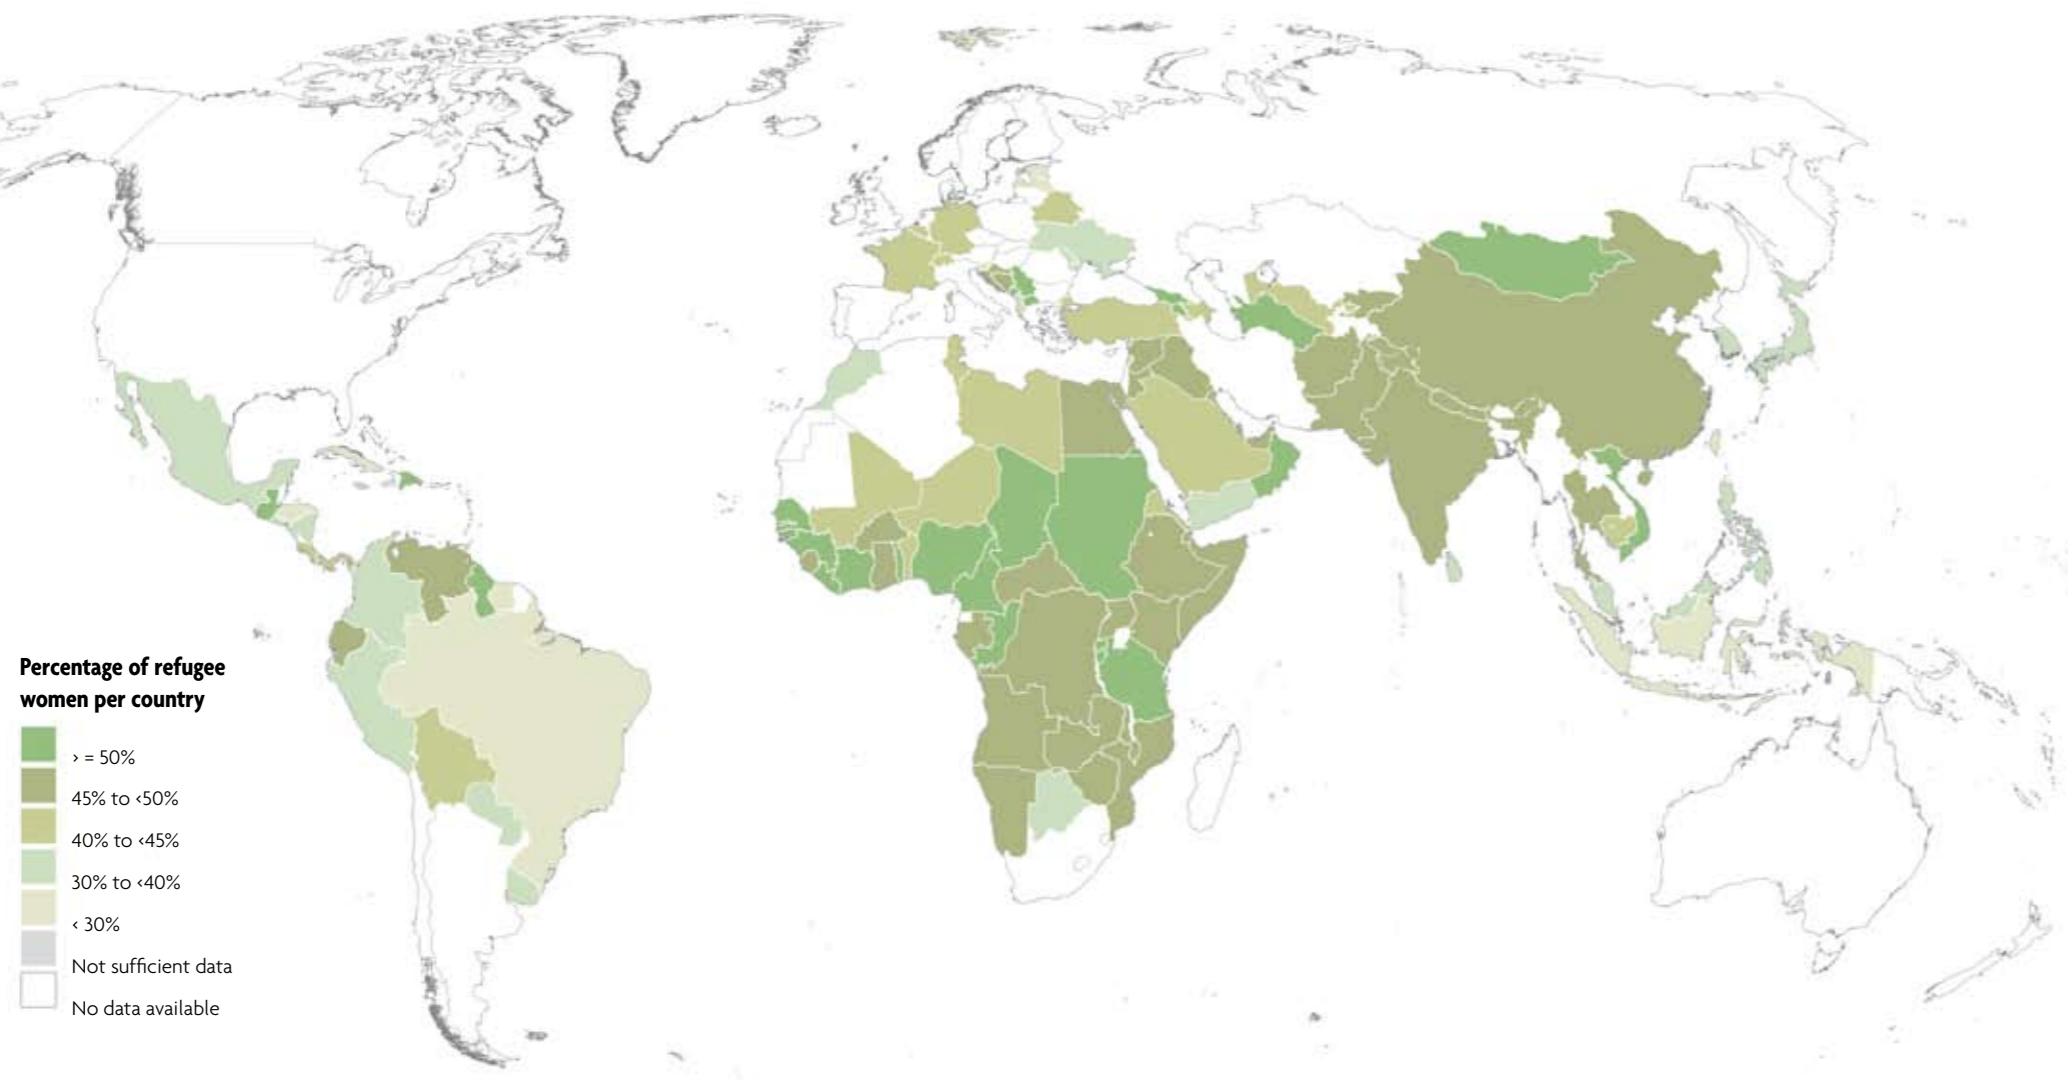 Percentage of refugee
women per country
> = 50%
45% to <50%
40% to <45%
30% to <40%
< 30%
Not sufficient data
No data available